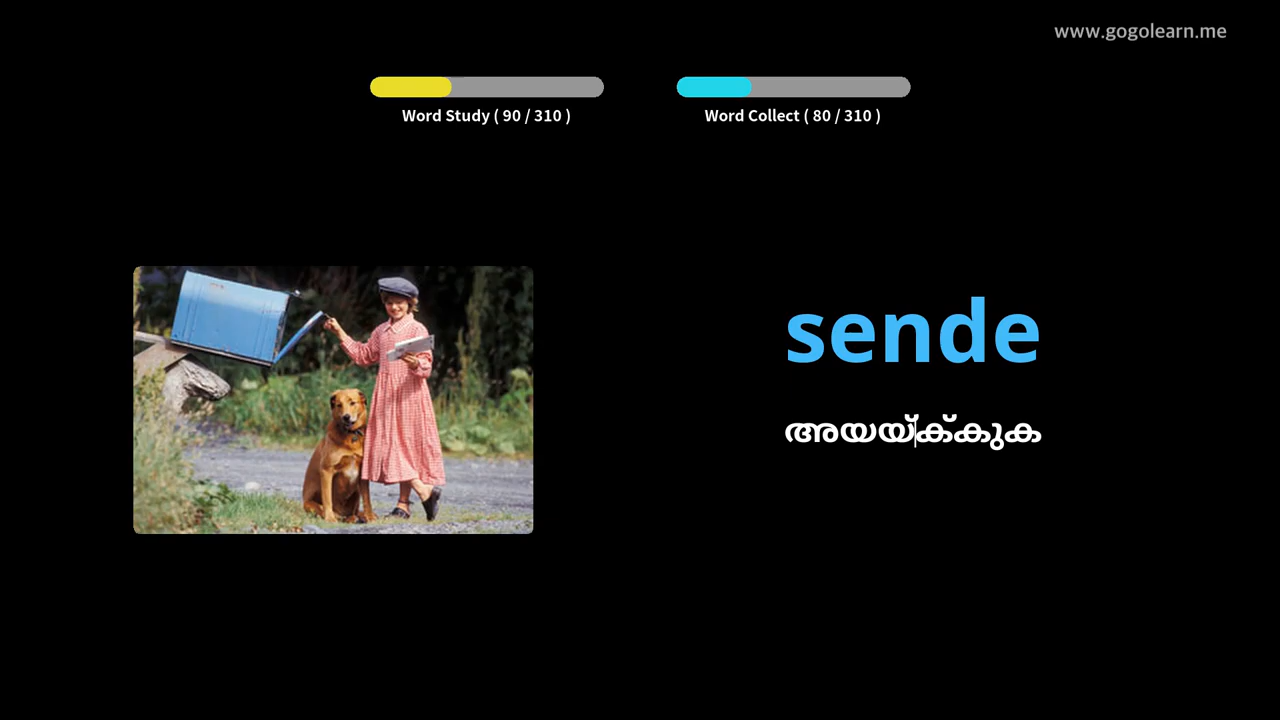 www.gogolearn.me
Word Study ( 90 / 310 )
Word Collect ( 80 / 310 )
sende
അയയ്ക്കുക